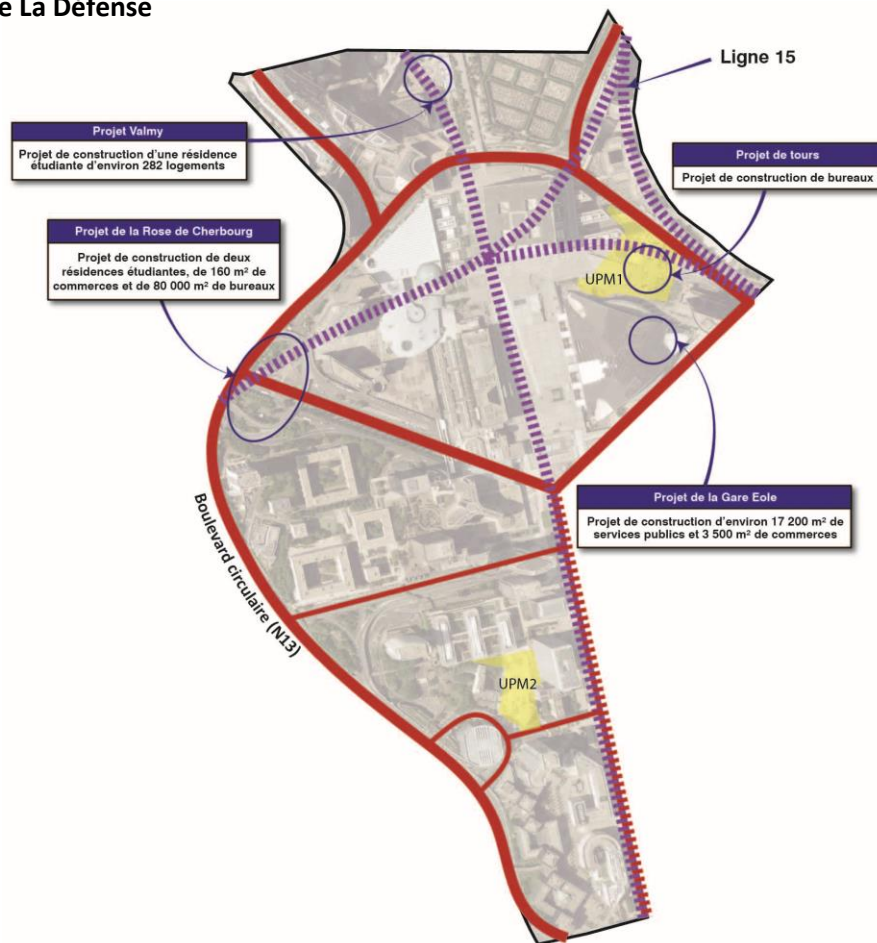 e La Défense
Ligne 15
Projet Valmy
Projet de construction d'une résidence
étudiante d'environ 282 logements
Projet de tours
Projet de construction de bureaux
Projet de la Rose de Cherbourg
Projet de construction de deux
résidences étudiantes, de 160 m² de
commerces et de 80 000 m² de bureaux
UPM1
Projet de la Gare Eole
Projet de construction d'environ 17 200 m² de
services publics et 3 500 m² de commerces
Boulevard circulaire (N13)
UPM2